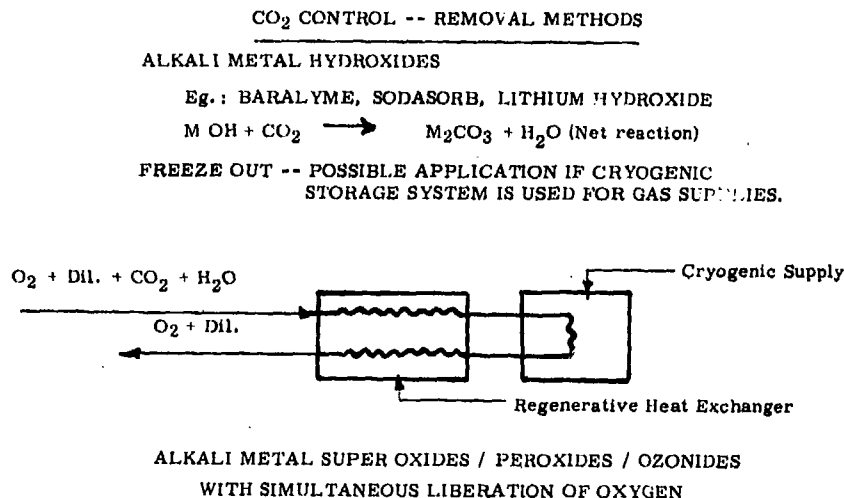 CO₂ CONTROL -- REMOVAL METHODS
ALKALI METAL HYDROXIDES
Eg.: BARALYME, SODASORB, LITHIUM HYDROXIDE
M OH + CO₂ → M₂CO₃ + H₂O (Net reaction)
FREEZE OUT -- POSSIBLE APPLICATION IF CRYOGENIC
STORAGE SYSTEM IS USED FOR GAS SUPPLIES.
O₂ + Dil. + CO₂ + H₂O
Cryogenic Supply
O₂ + Dil.
Regenerative Heat Exchanger
ALKALI METAL SUPER OXIDES / PEROXIDES / OZONIDES
WITH SIMULTANEOUS LIBERATION OF OXYGEN